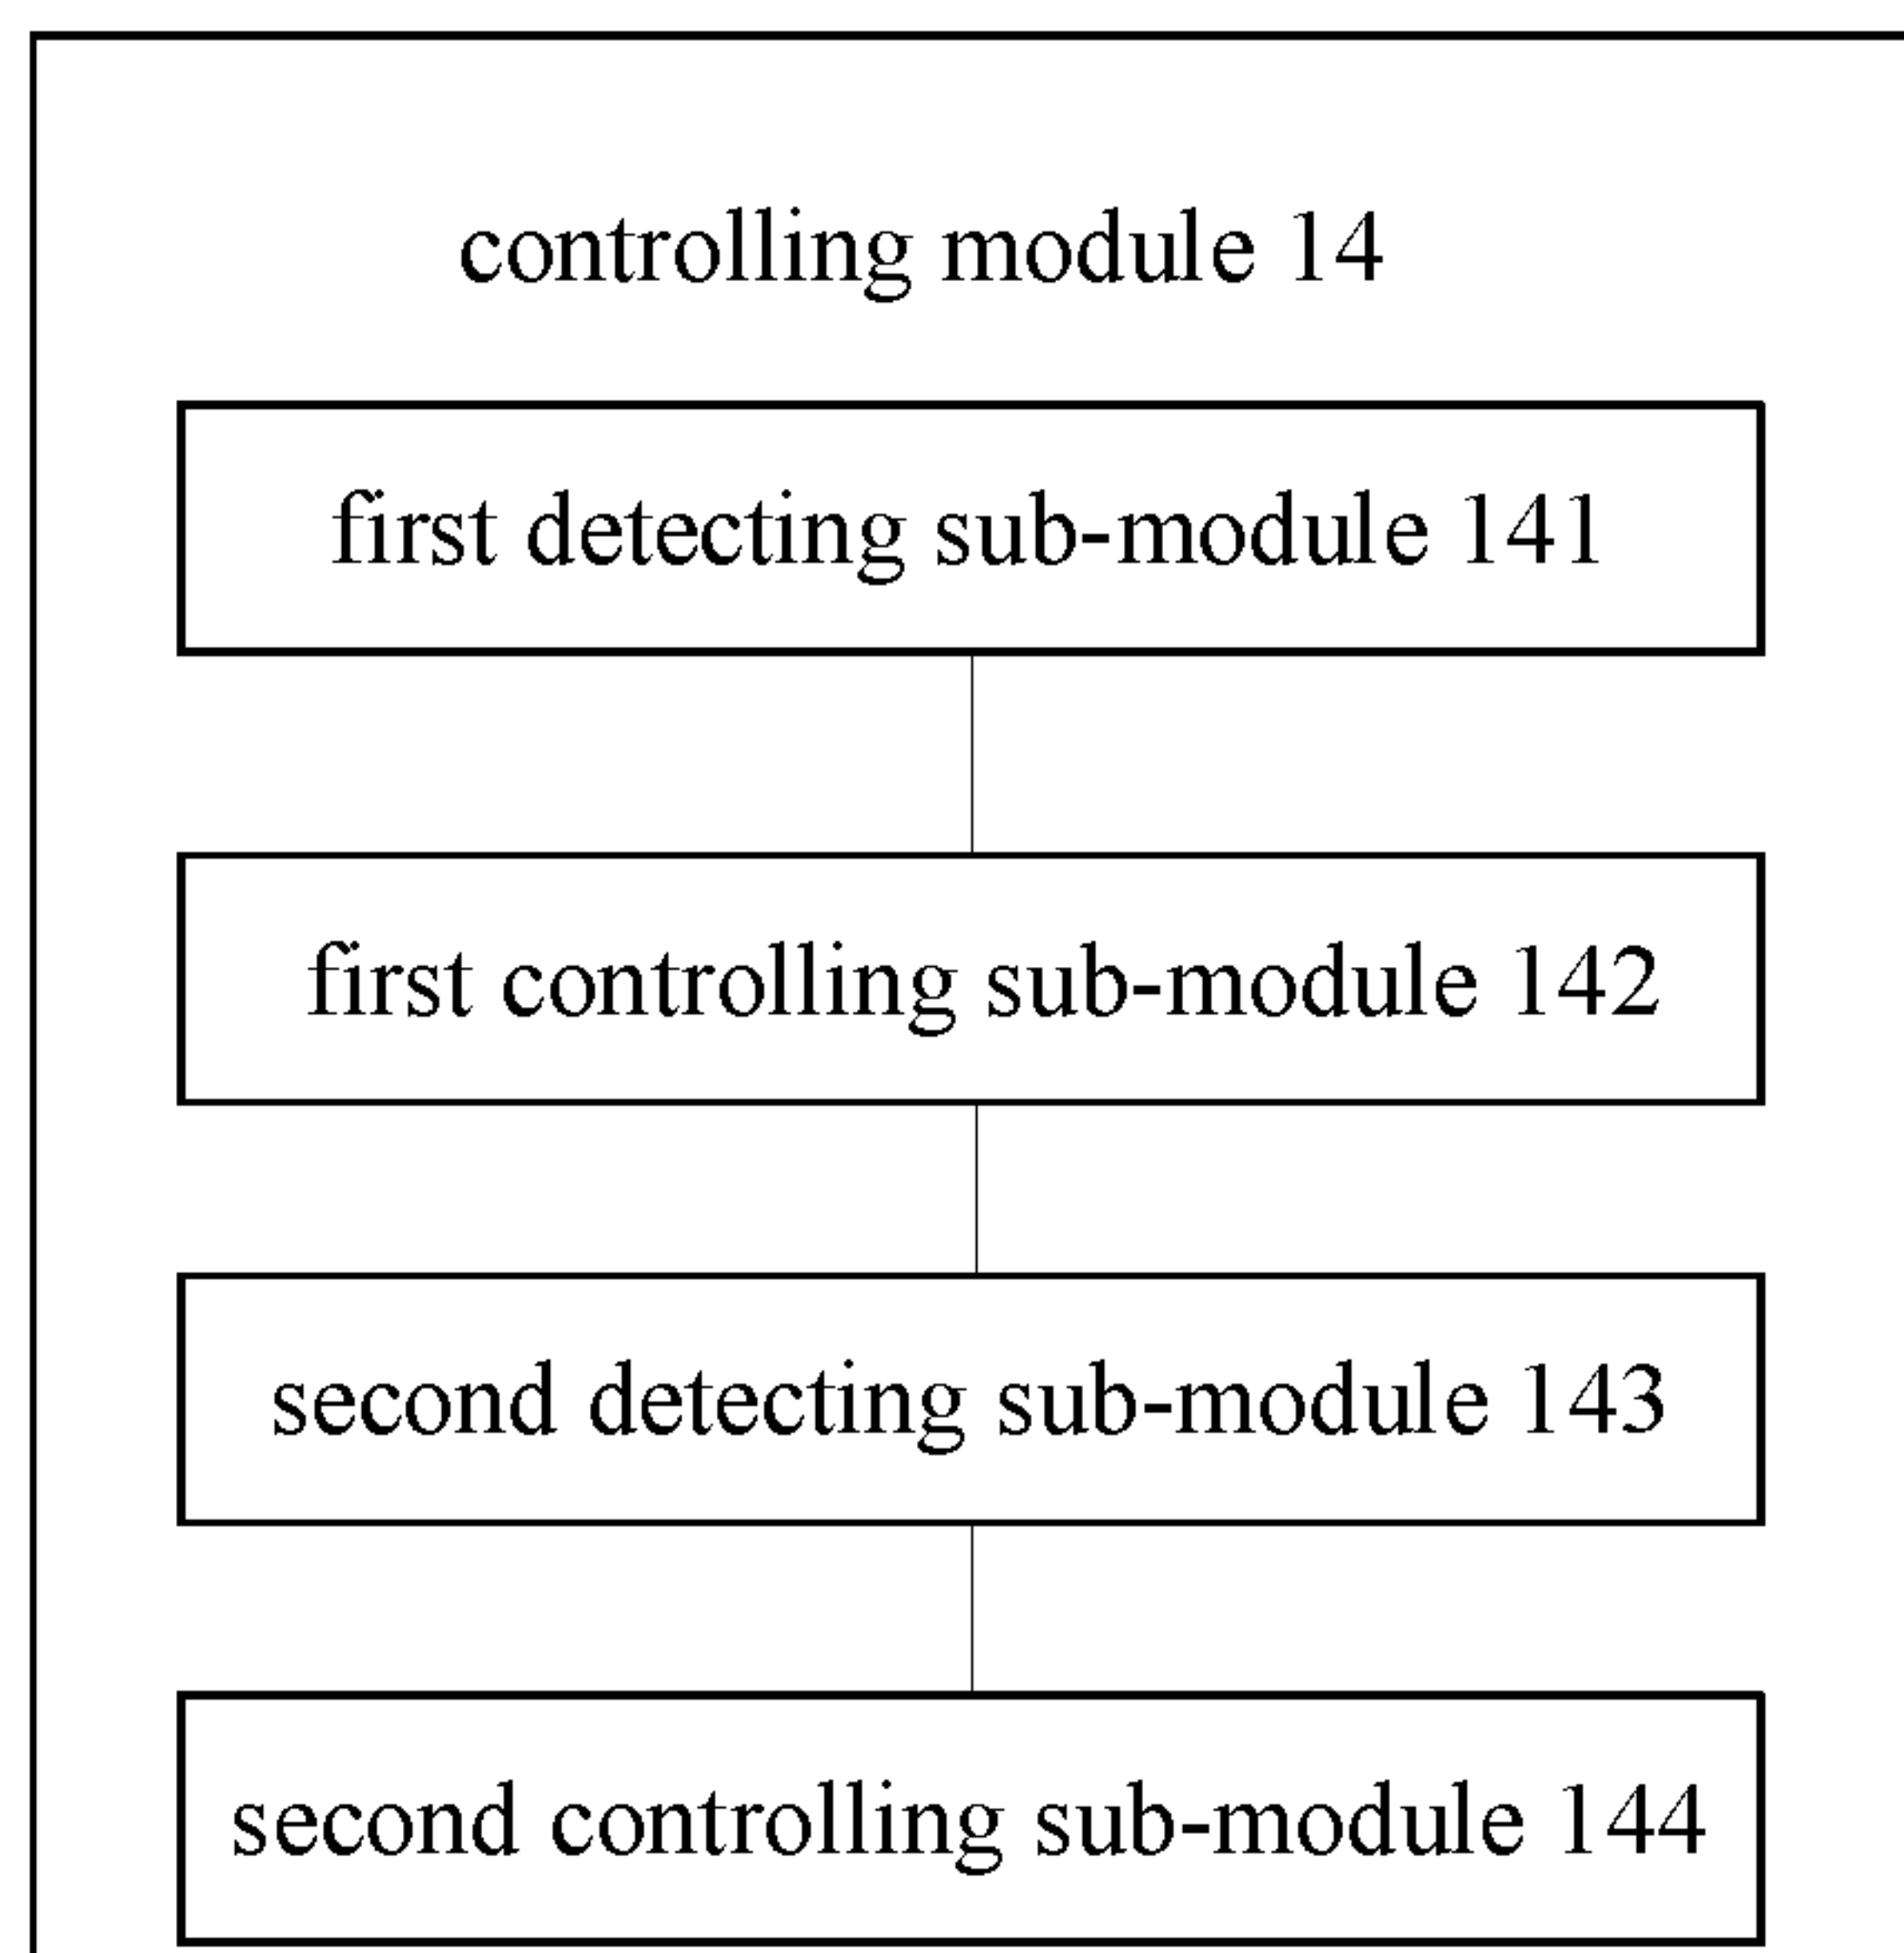 controlling module 14
first detecting sub-module 141
first controlling sub-module 142
second detecting sub-module 143
second controlling sub-module 144